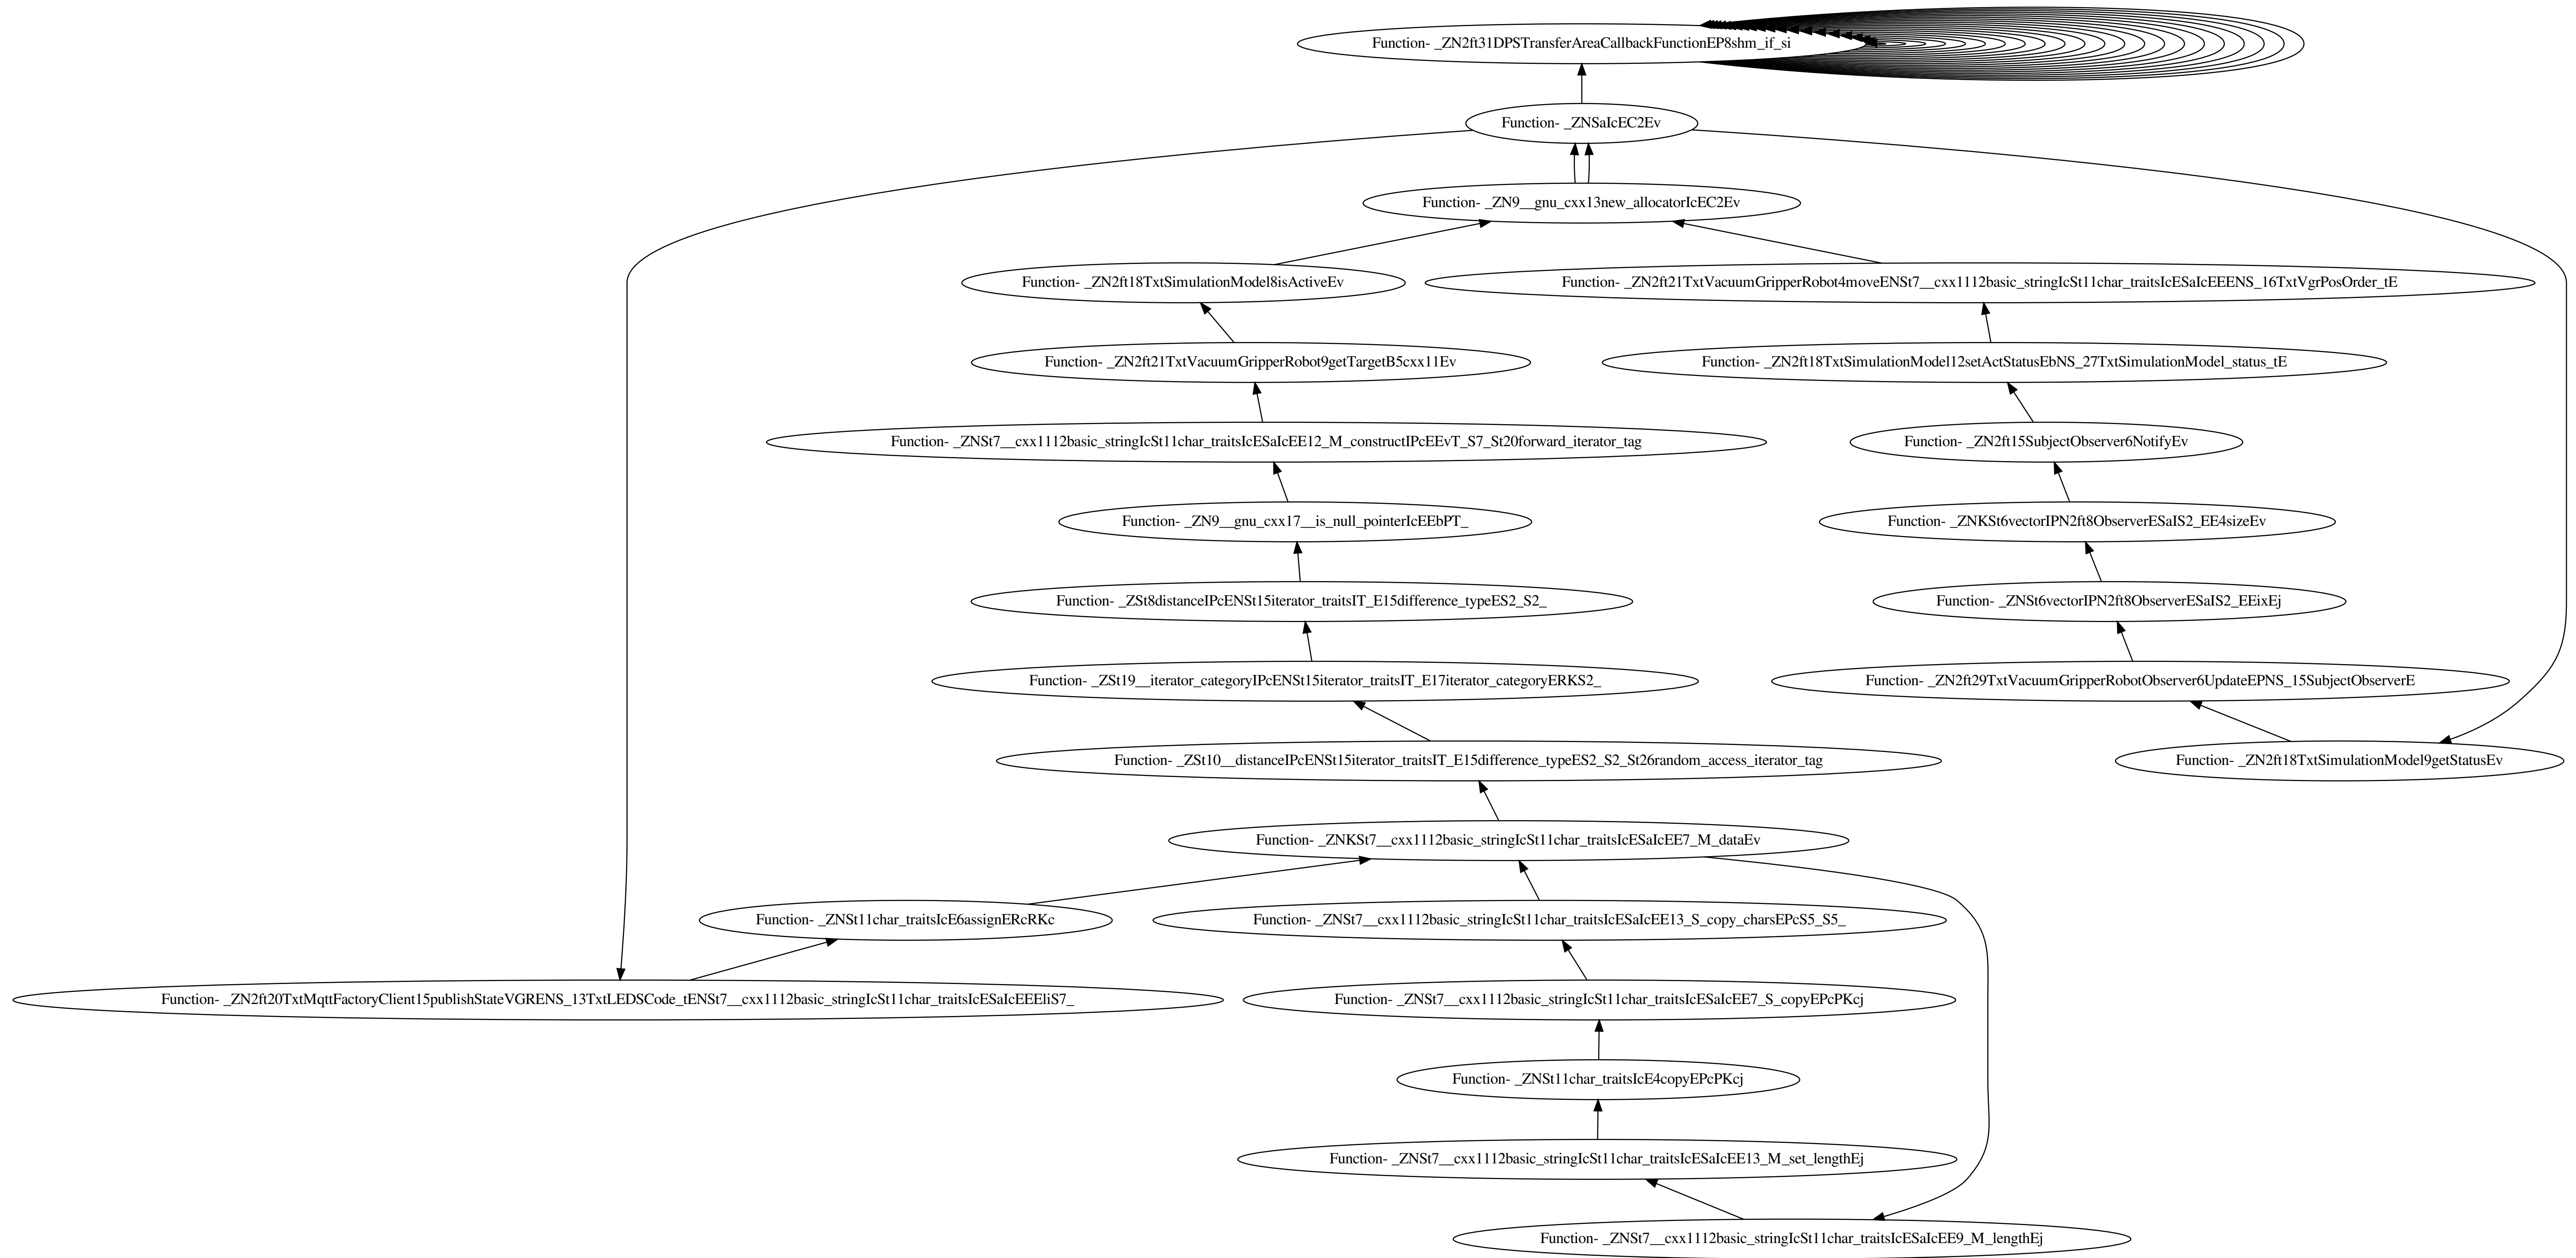 Function- _ZN2ft31DPSTransferAreaCallbackFunctionEP8shm_if_si
Function- _ZNSaIcEC2Ev
Function- _ZN9__gnu_cxx13new_allocatorIcEC2Ev
Function- _ZN2ft18TxtSimulationModel8isActiveEv
Function- _ZN2ft21TxtVacuumGripperRobot4moveENSt7__cxx1112basic_stringIcSt11char_traitsIcESaIcEEENS_16TxtVgrPosOrder_tE
Function- _ZN2ft21TxtVacuumGripperRobot9getTargetB5cxx11Ev
Function- _ZN2ft18TxtSimulationModel12setActStatusEbNS_27TxtSimulationModel_status_tE
Function- _ZNSt7__cxx1112basic_stringIcSt11char_traitsIcESaIcEE12_M_constructIPcEEvT_S7_St20forward_iterator_tag
Function- _ZN2ft15SubjectObserver6NotifyEv
Function- _ZN9__gnu_cxx17__is_null_pointerIcEEbPT_
Function- _ZNKSt6vectorIPN2ft8ObserverESaIS2_EE4sizeEv
Function- _ZSt8distanceIPcENSt15iterator_traitsIT_E15difference_typeES2_S2_
Function- _ZNSt6vectorIPN2ft8ObserverESaIS2_EEixEj
Function- _ZSt19__iterator_categoryIPcENSt15iterator_traitsIT_E17iterator_categoryERKS2_
Function- _ZN2ft29TxtVacuumGripperRobotObserver6UpdateEPNS_15SubjectObserverE
Function- _ZSt10__distanceIPcENSt15iterator_traitsIT_E15difference_typeES2_S2_St26random_access_iterator_tag
Function- _ZN2ft18TxtSimulationModel9getStatusEv
Function- _ZNKSt7__cxx1112basic_stringIcSt11char_traitsIcESaIcEE7_M_dataEv
Function- _ZNSt11char_traitsIcE6assignERcRKc
Function- _ZNSt7__cxx1112basic_stringIcSt11char_traitsIcESaIcEE13_S_copy_charsEPcS5_S5_
Function- _ZN2ft20TxtMqttFactoryClient15publishStateVGRENS_13TxtLEDSCode_tENSt7__cxx1112basic_stringIcSt11char_traitsIcESaIcEEEliS7_
Function- _ZNSt7__cxx1112basic_stringIcSt11char_traitsIcESaIcEE7_S_copyEPcPKcj
Function- _ZNSt11char_traitsIcE4copyEPcPKcj
Function- _ZNSt7__cxx1112basic_stringIcSt11char_traitsIcESaIcEE13_M_set_lengthEj
Function- _ZNSt7__cxx1112basic_stringIcSt11char_traitsIcESaIcEE9_M_lengthEj